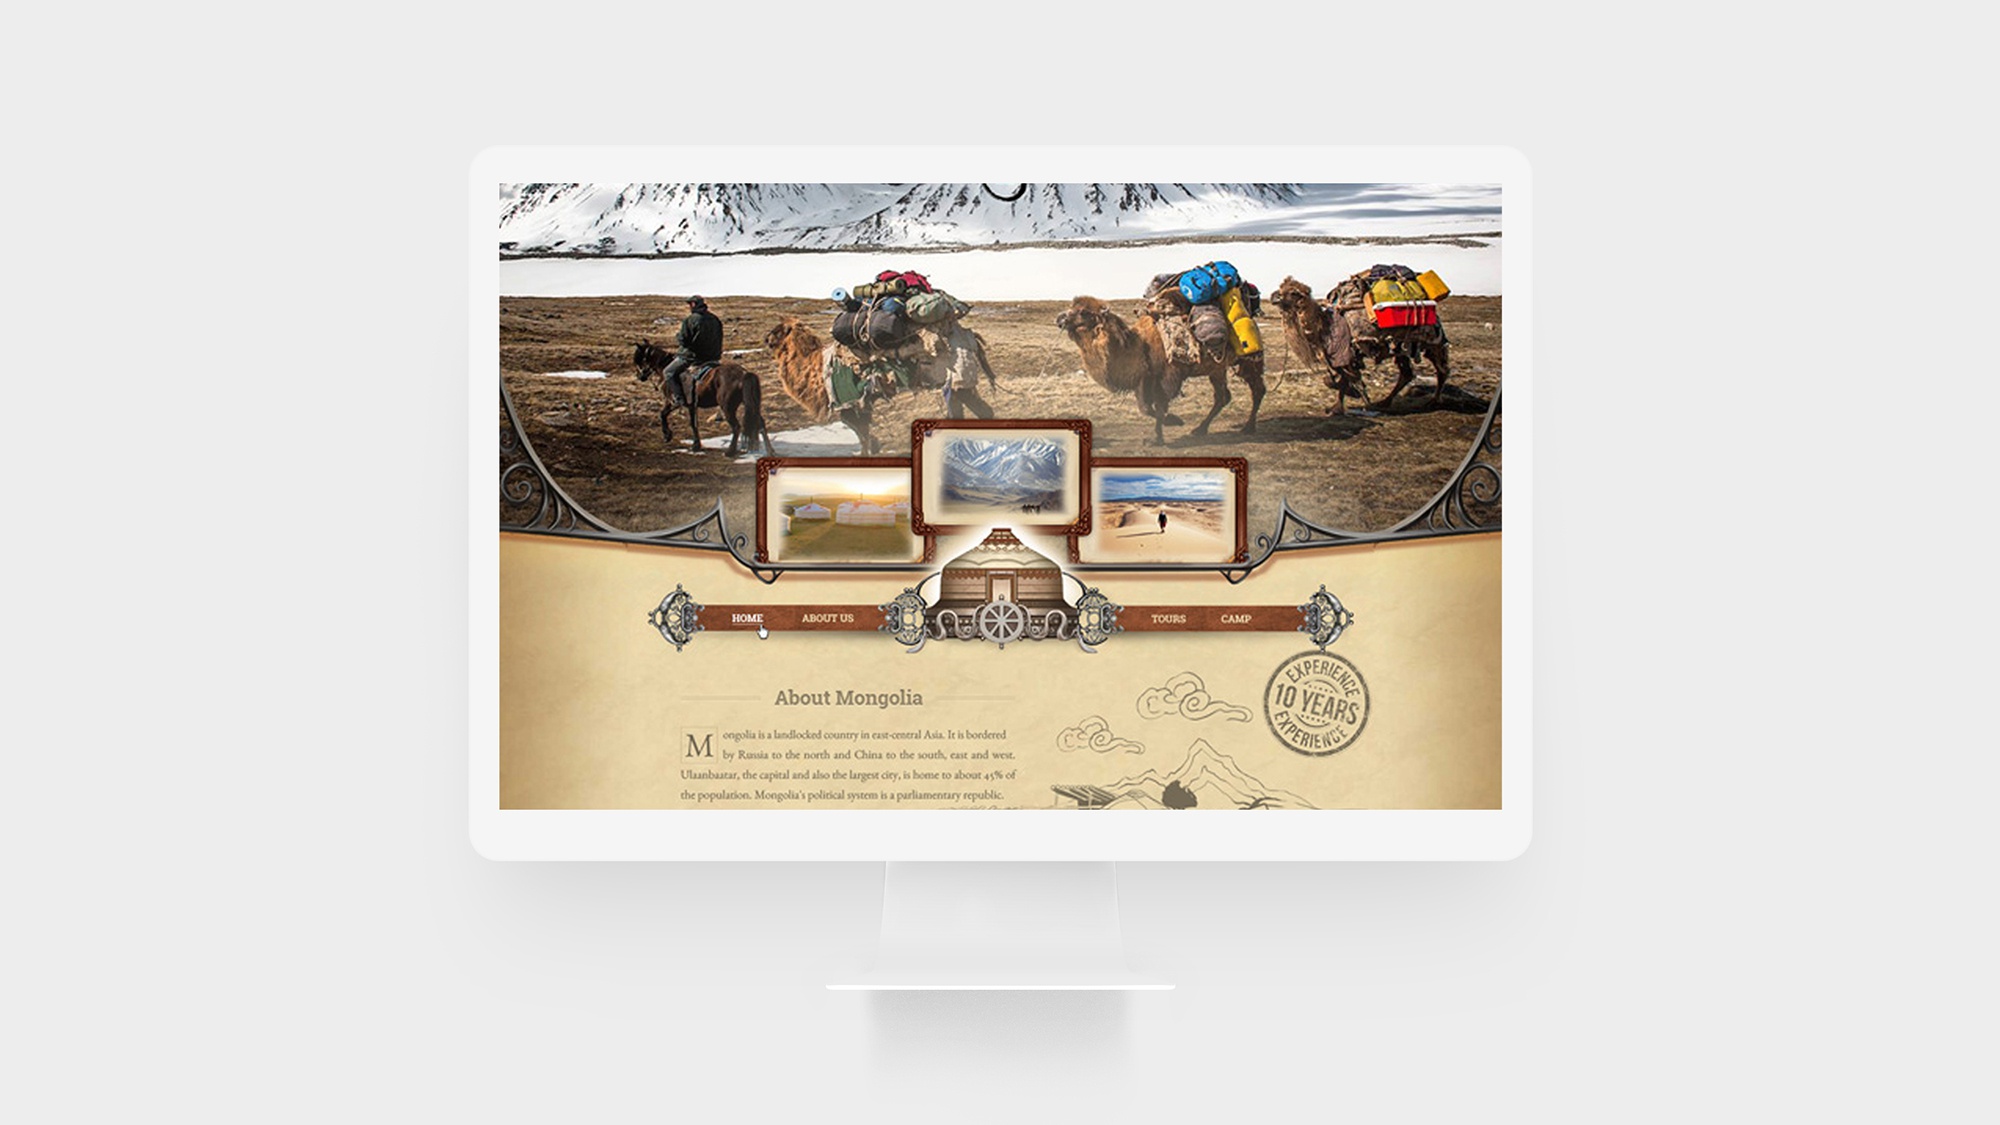 HOME
ABOUT US
TOURS
CAMP
EXPERIENCE
10 YEARS
EXPERIENCE
About Mongolia
Mongolia is a landlocked country in east-central Asia. It is bordered
by Russia to the north and China to the south, east and west.
Ulaanbaatar, the capital and also the largest city, is home to about 45% of
the population. Mongolia's political system is a parliamentary republic.